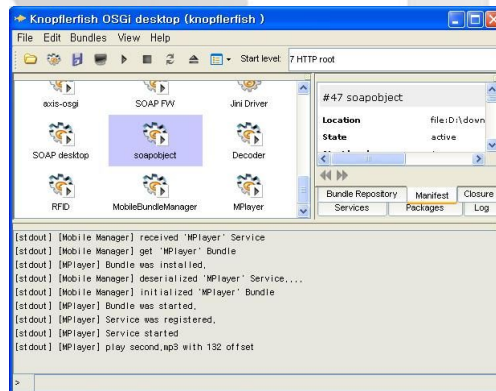 Knopflerfish OSGi desktop (knopflerfish )
File Edit Bundles View Help
Start level: 7 HTTP root
axis-osgi SOAP FW Jini Driver
SOAP desktop soapobject Decoder
RFID MobileBundleManager MPlayer
#47 soapobject
Location file:D:\down
State active
Bundle Repository Manifest Closure
Services Packages Log
[stdout] [Mobile Manager] received 'MPlayer' Service
[stdout] [Mobile Manager] get 'MPlayer' Bundle
[stdout] [MPlayer] Bundle was installed,
[stdout] [Mobile Manager] deserialized 'MPlayer' Service,...
[stdout] [Mobile Manager] initialized 'MPlayer' Bundle
[stdout] [MPlayer] Bundle was started,
[stdout] [MPlayer] Service was registered,
[stdout] [MPlayer] Service started
[stdout] [MPlayer] play second,mp3 with 132 offset
>